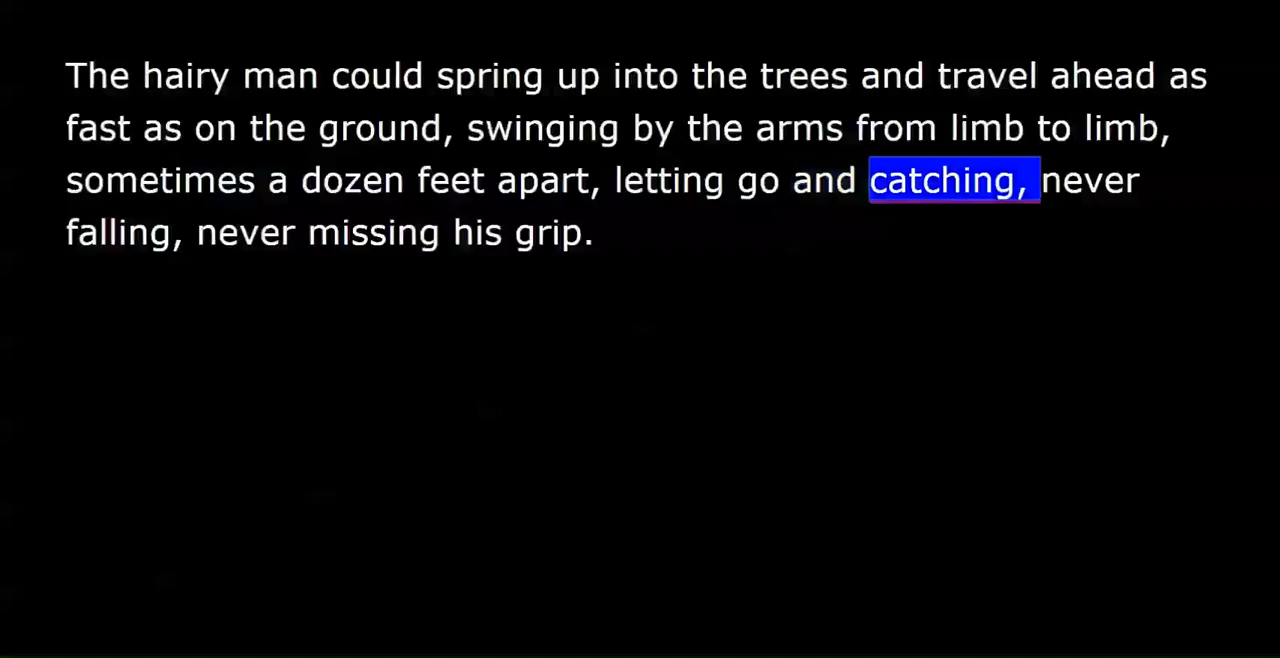 The hairy man could spring up into the trees and travel ahead as
fast as on the ground, swinging by the arms from limb to limb,
sometimes a dozen feet apart, letting go and catching, never
falling, never missing his grip.